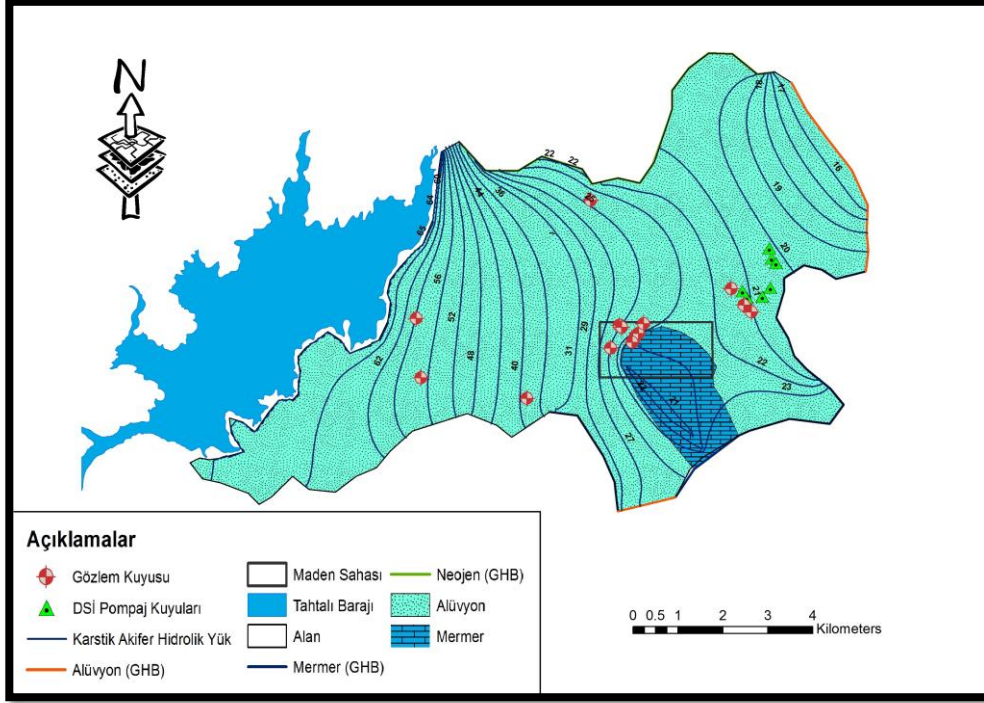 N
22
22
18
17
16
60
44
36
19
64
65
20
56
21
52
29
31
62
48
40
22
23
21
27
Açıklamalar
Gözlem Kuyusu
Maden Sahası
Neojen (GHB)
DSİ Pompaj Kuyuları
Tahtalı Barajı
Alüvyon
Karstik Akifer Hidrolik Yük
Alan
Mermer
Alüvyon (GHB)
Mermer (GHB)
0 0.5 1 2 3 4
Kilometers